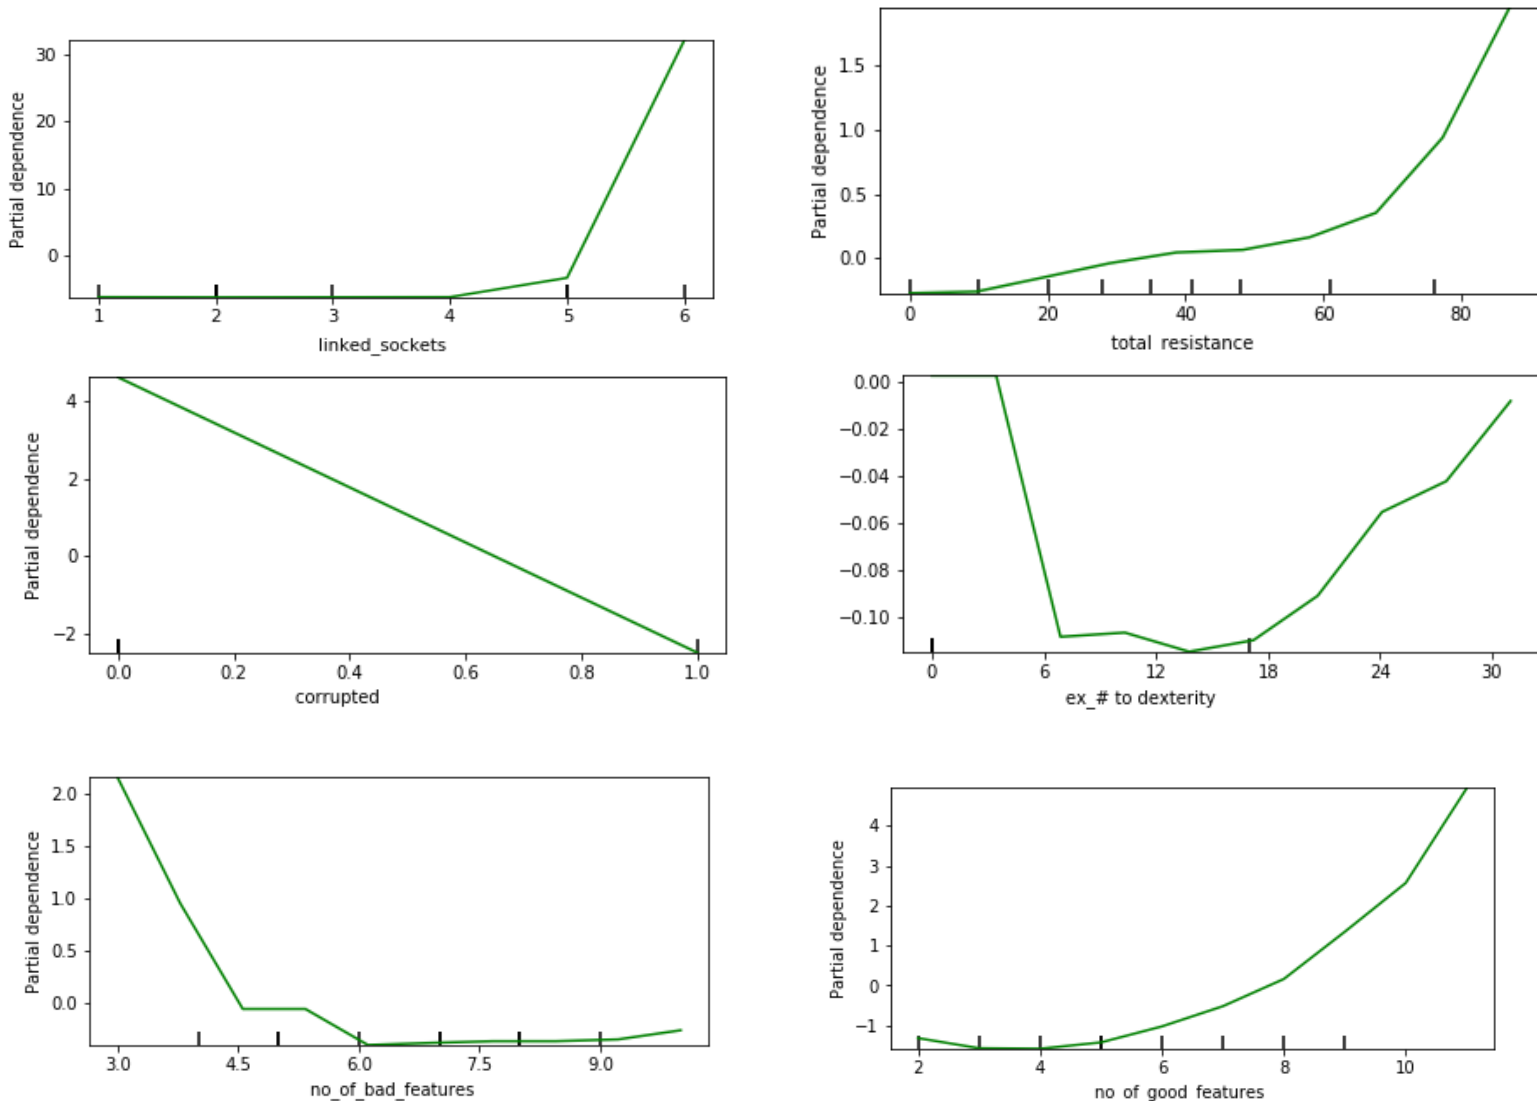 Partial dependence
30
20
10
0
1 2 3 4 5 6
linked_sockets
Partial dependence
1.5
1.0
0.5
0.0
0 20 40 60 80
total_resistance
Partial dependence
4
2
0
−2
0.0 0.2 0.4 0.6 0.8 1.0
corrupted
0.00
−0.02
−0.04
−0.06
−0.08
−0.10
0 6 12 18 24 30
ex_# to dexterity
Partial dependence
2.0
1.5
1.0
0.5
0.0
3.0 4.5 6.0 7.5 9.0
no_of_bad_features
Partial dependence
4
3
2
1
0
−1
2 4 6 8 10
no_of_good_features